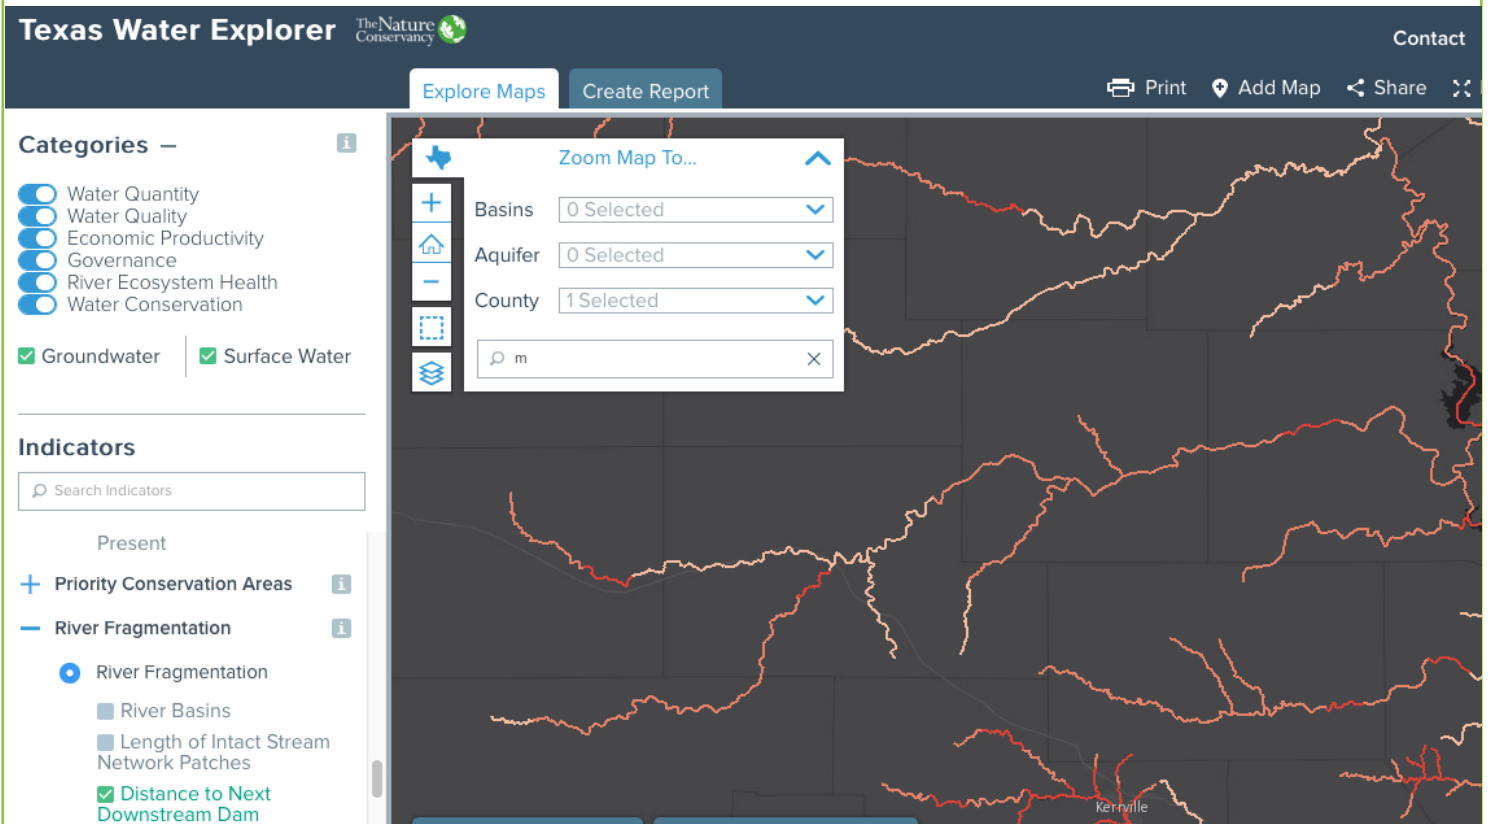 Texas Water Explorer
The Nature
Conservancy
Contact
Explore Maps
Create Report
Print
Add Map
Share
Categories
Water Quantity
Water Quality
Economic Productivity
Governance
River Ecosystem Health
Water Conservation
Groundwater
Surface Water
Indicators
Search Indicators
Present
Priority Conservation Areas
River Fragmentation
River Fragmentation
River Basins
Length of Intact Stream
Network Patches
Distance to Next
Downstream Dam
Zoom Map To...
Basins 0 Selected
Aquifer 0 Selected
County 1 Selected
m
Kerrville